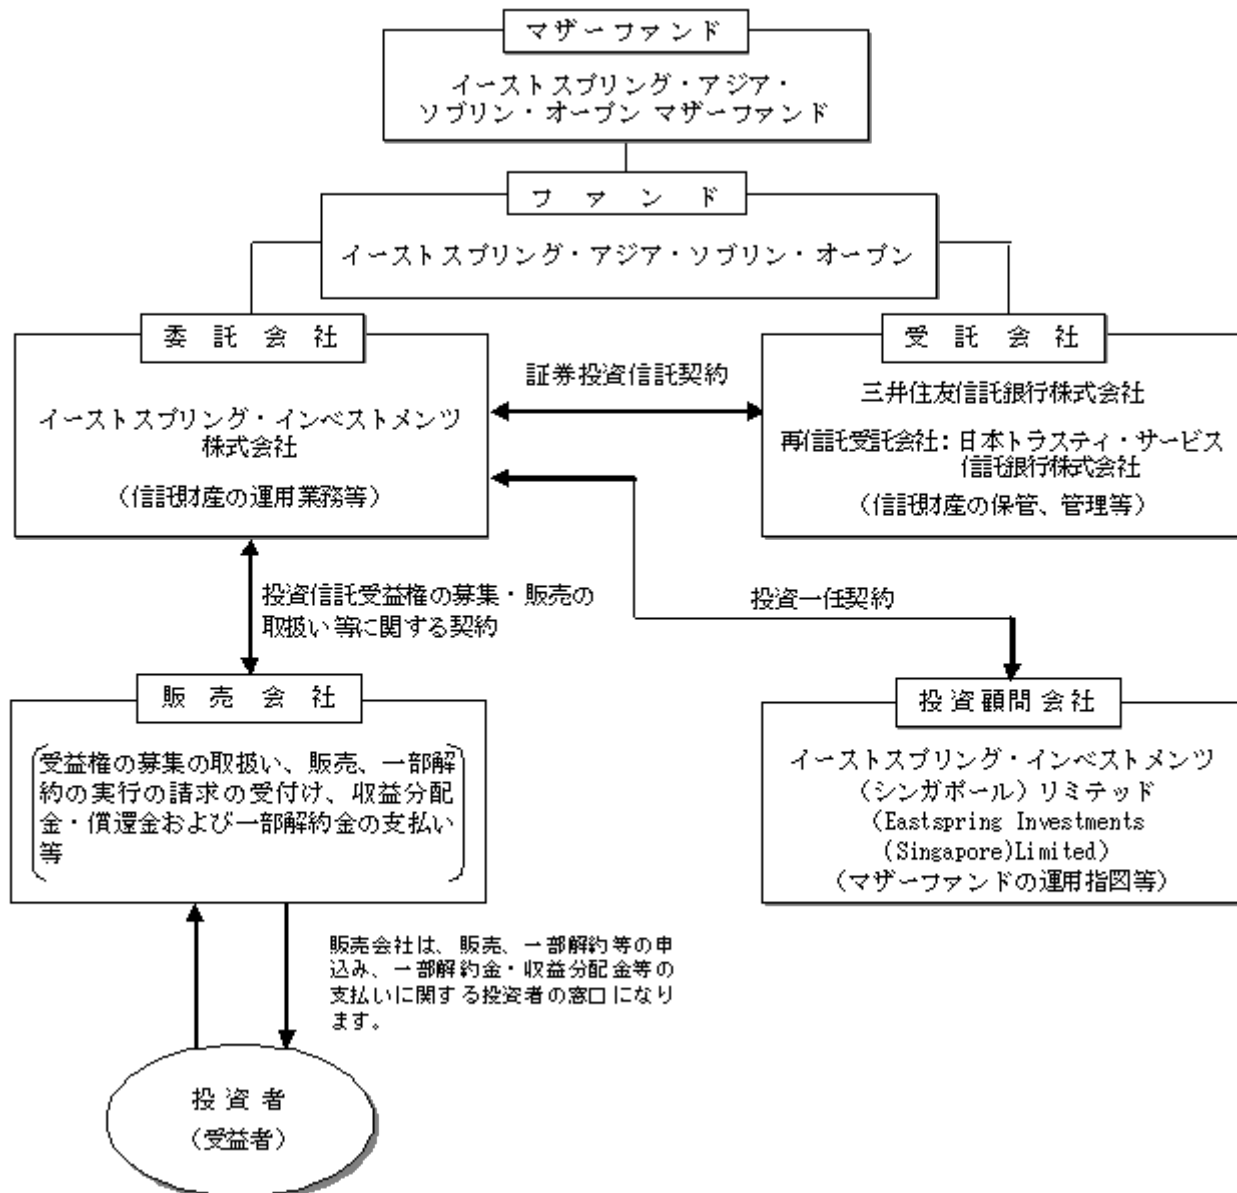 マザーファンド
イーストスプリング・アジア・
ソブリン・オープン マザーファンド
ファンド
イーストスプリング・アジア・ソブリン・オープン
委託会社
イーストスプリング・インベストメンツ
株式会社
（信託財産の運用業務等）
証券投資信託契約
受託会社
三井住友信託銀行株式会社
再信託受託会社：日本トラスティ・サービス
信託銀行株式会社
（信託財産の保管、管理等）
投資信託受益権の募集・販売の
取扱い等に関する契約
投資一任契約
販売会社
受益権の募集の取扱い、販売、一部解
約の実行の請求の受付け、収益分配
金・償還金および一部解約金の支払い
等
投資顧問会社
イーストスプリング・インベストメンツ
（シンガポール）リミテッド
(Eastspring Investments
(Singapore)Limited)
（マザーファンドの運用指図等）
販売会社は、販売、一部解約等の申
込み、一部解約金・収益分配金等の
支払いに関する投資者の窓口になり
ます。
投資者
（受益者）